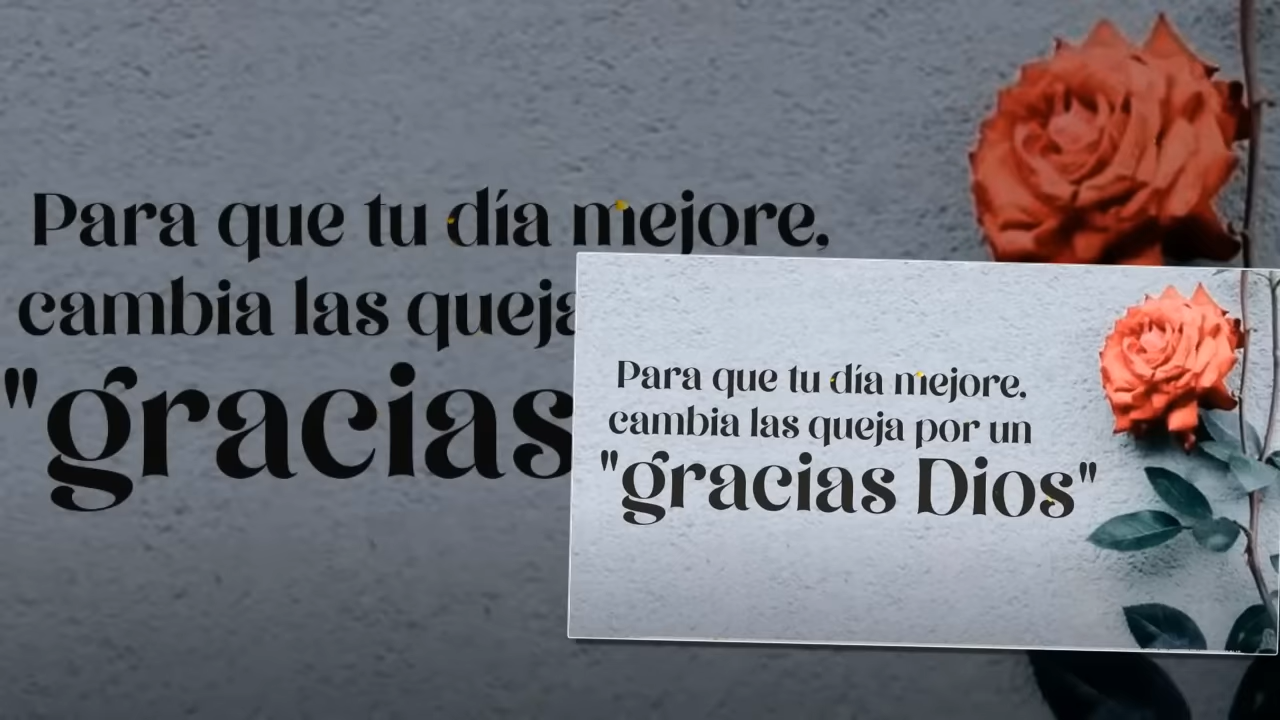 Para que tu día mejore,
cambia las queja
"gracias
Para que tu día mejore,
cambia las queja por un
"gracias Dios"